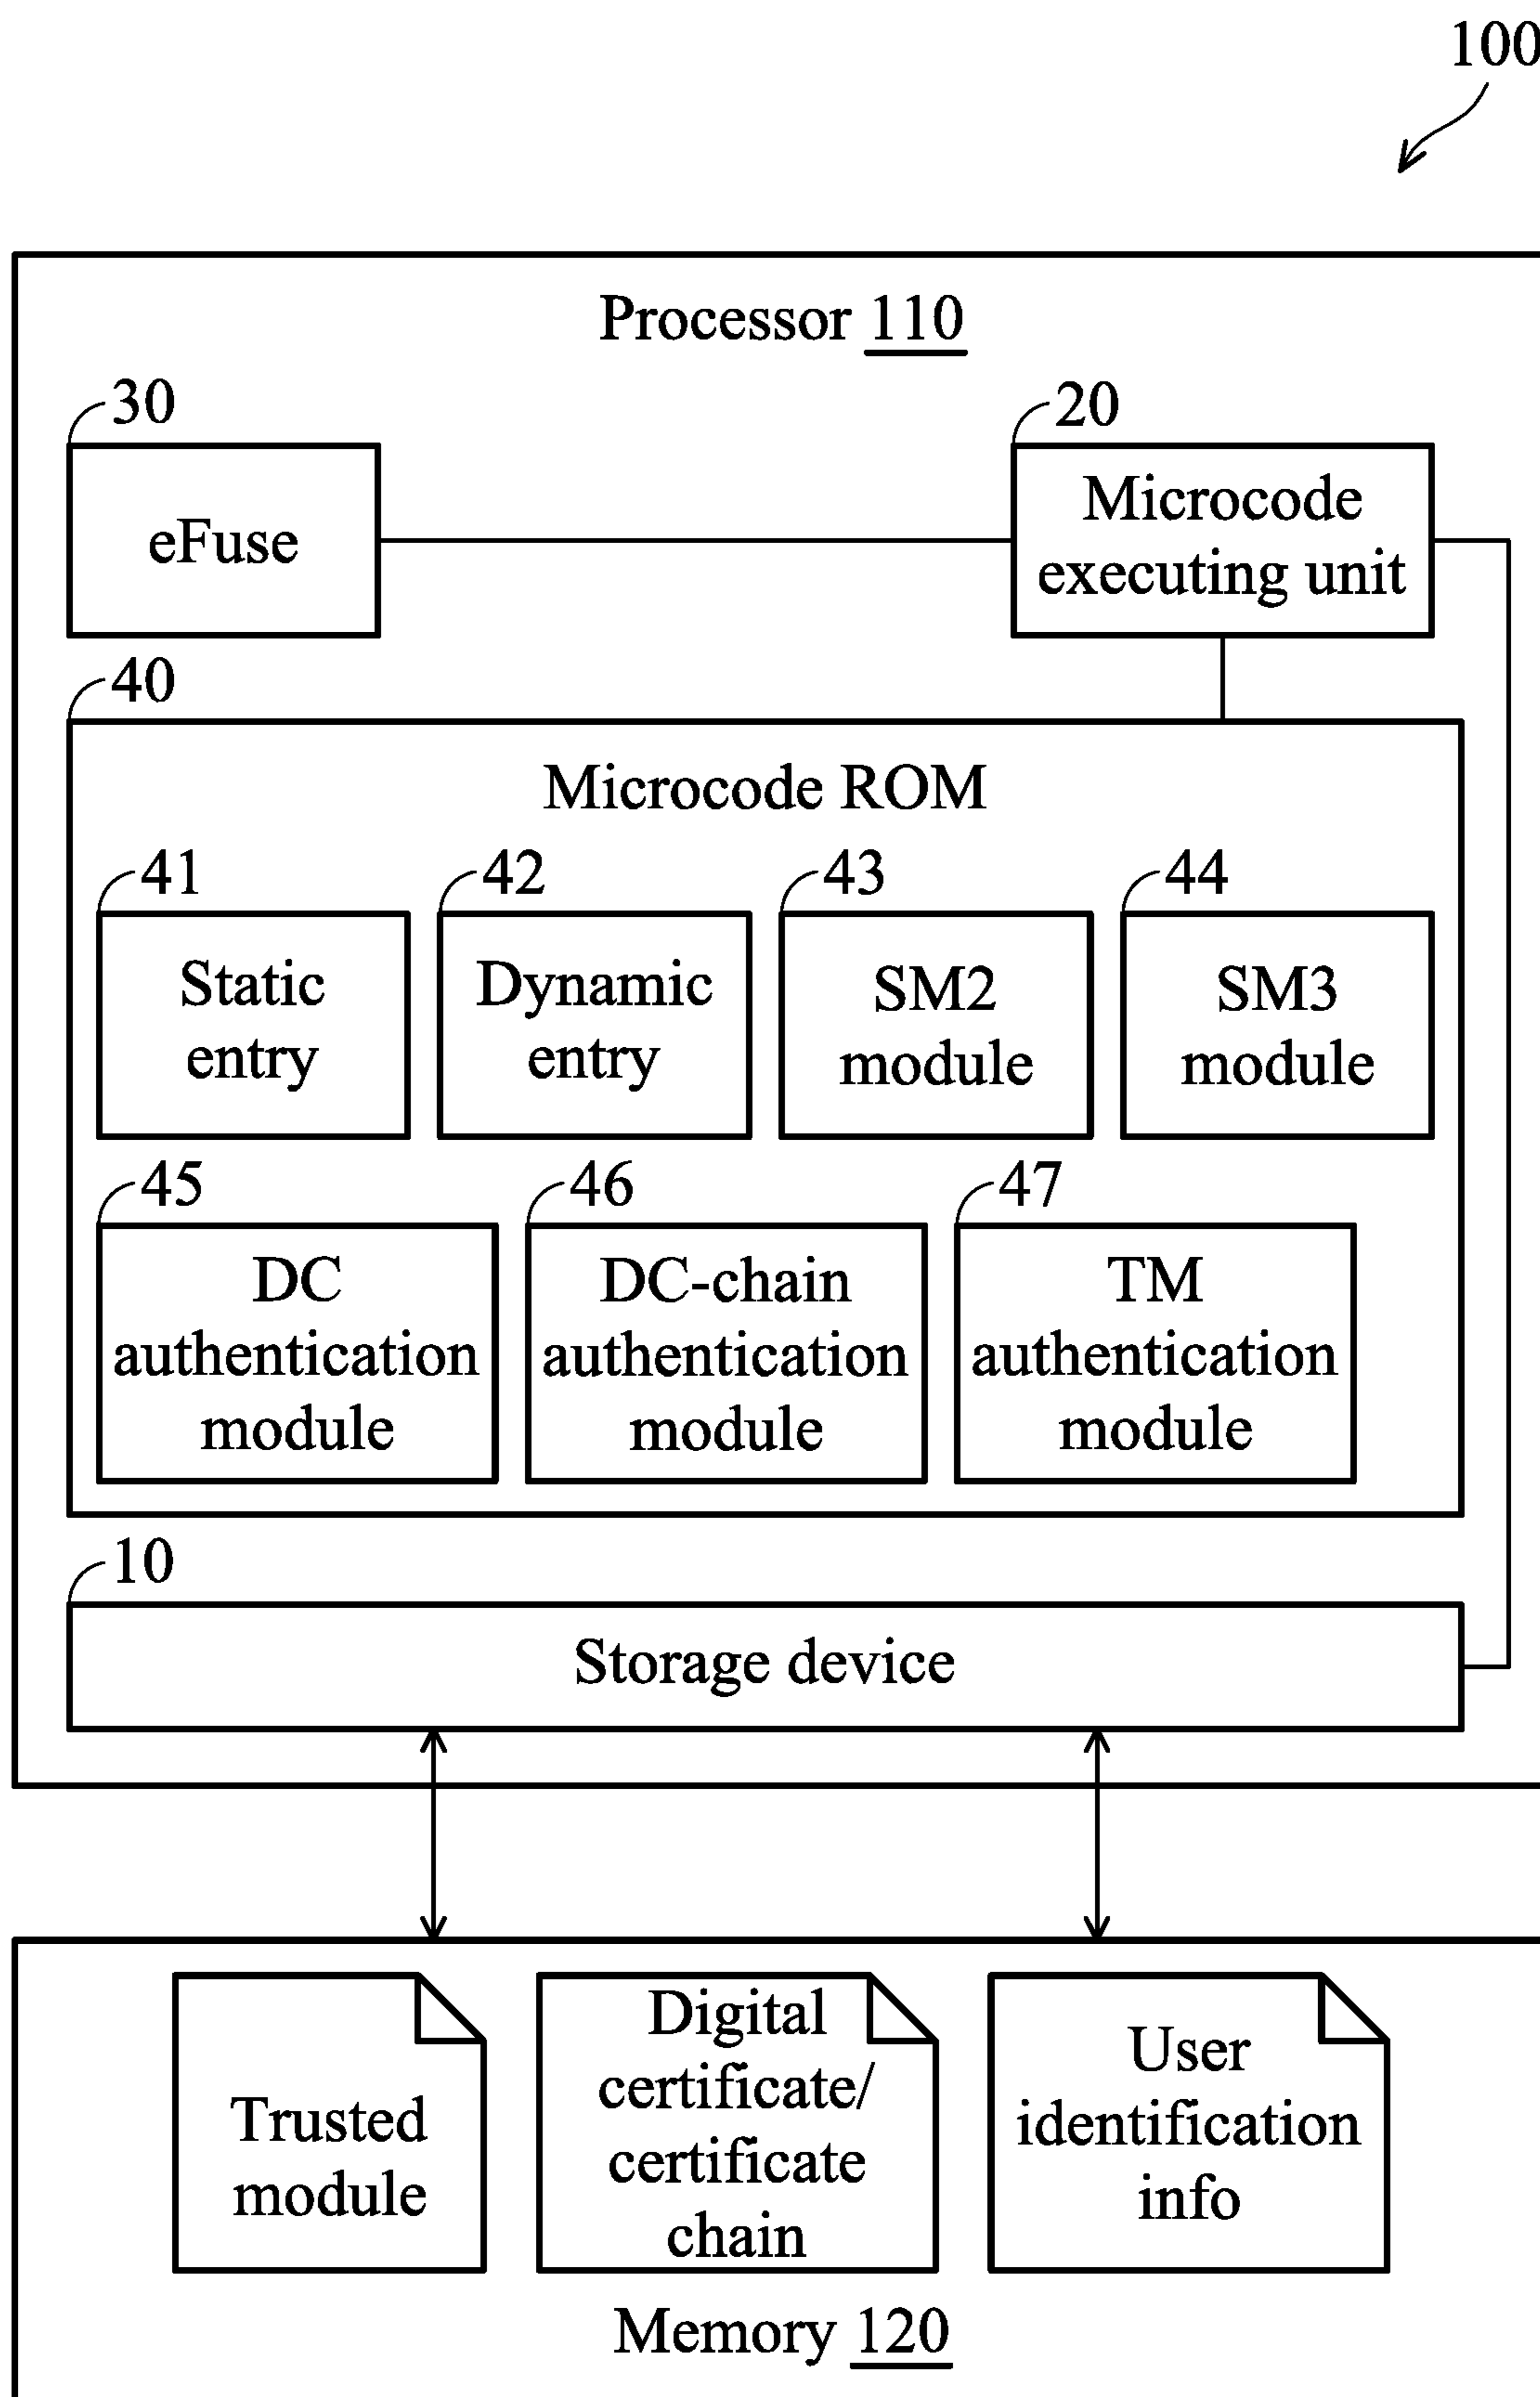 100
Processor 110
30
20
eFuse
Microcode
executing unit
40
Microcode ROM
41
42
43
44
Static
entry
Dynamic
entry
SM2
module
SM3
module
45
46
47
DC
authentication
module
DC-chain
authentication
module
TM
authentication
module
10
Storage device
Trusted
module
Digital
certificate/
certificate
chain
User
identification
info
Memory 120